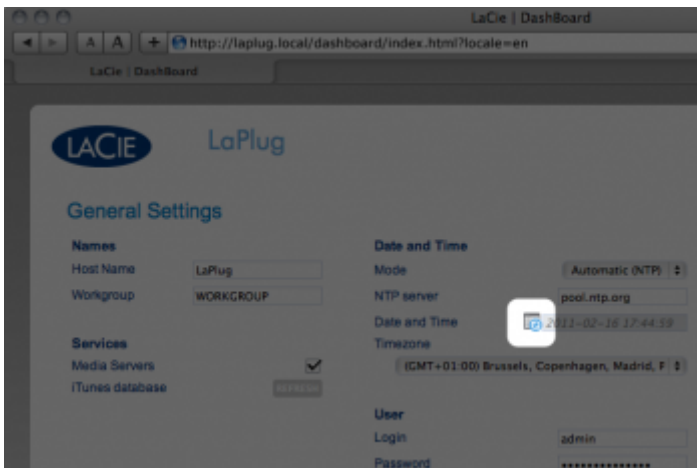 LaCie | DashBoard
A A + http://laplug.local/dashboard/index.html?locale=en
LaCie | DashBoard
LACIE LaPlug
General Settings
Names
Host Name LaPlug
Workgroup WORKGROUP
Services
Media Servers
iTunes database REFRESH
Date and Time
Mode Automatic (NTP)
NTP server pool.ntp.org
Date and Time 2011-02-16 17:44:59
Timezone
(GMT+01:00) Brussels, Copenhagen, Madrid, P
User
Login admin
Password ••••••••••••••